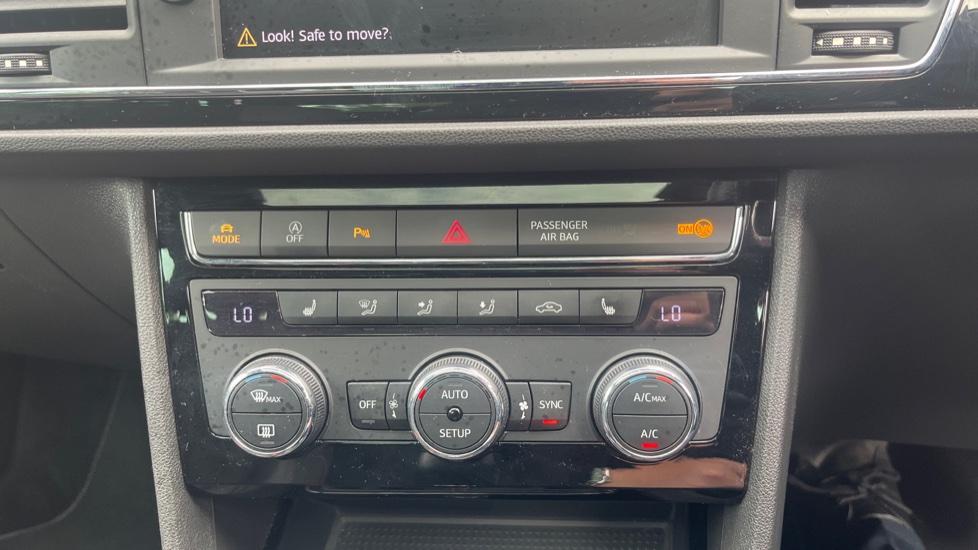 Look! Safe to move?
MODE
OFF
P
PASSENGER
AIR BAG
ON
LO
LO
MAX
OFF
AUTO
SETUP
SYNC
A/C MAX
A/C